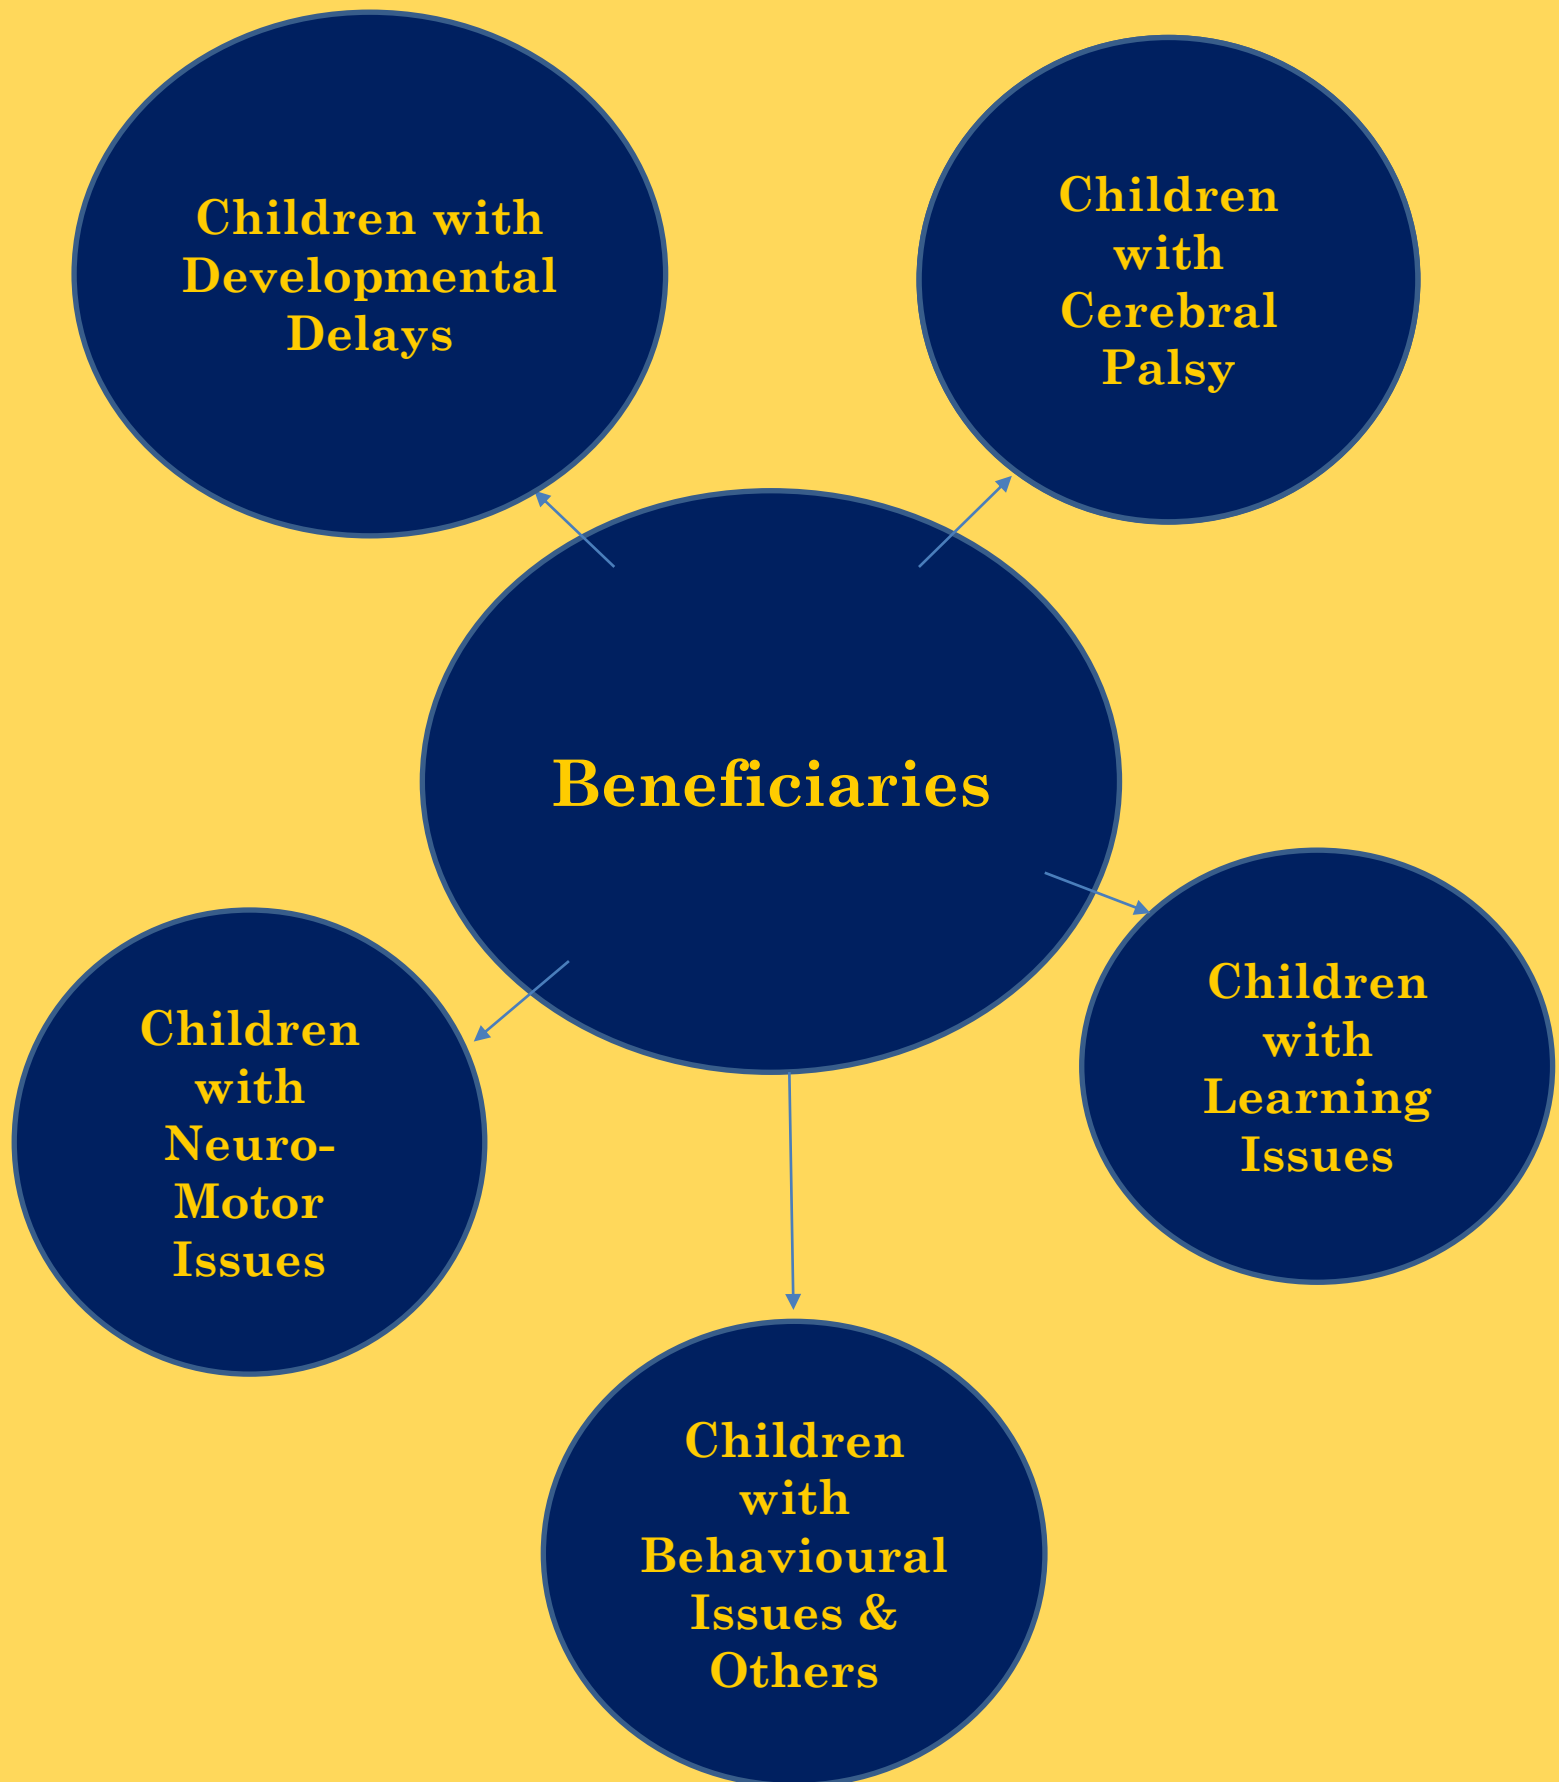 Children with
Developmental
Delays
Children
with
Cerebral
Palsy
Beneficiaries
Children
with
Learning
Issues
Children
with
Neuro-
Motor
Issues
Children
with
Behavioural
Issues &
Others